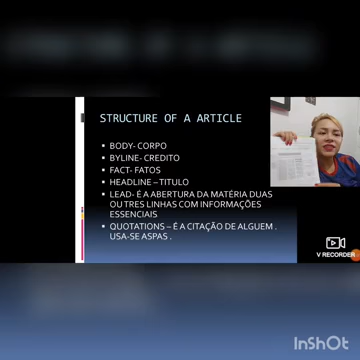 STRUCTURE OF A ARTICLE
▪ BODY- CORPO
▪ BYLINE- CREDITO
▪ FACT- FATOS
▪ HEADLINE – TITULO
▪ LEAD- É A ABERTURA DA MATÉRIA DUAS
OU TRES LINHAS COM INFORMAÇÕES
ESSENCIAIS
▪ QUOTATIONS – É A CITAÇÃO DE ALGUEM .
USA-SE ASPAS .
V RECORDER
InShOt